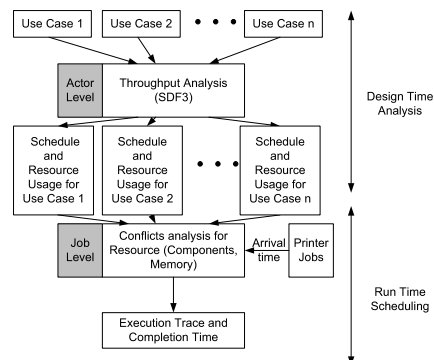 Use Case 1
Use Case 2
Use Case n
Actor
Level
Throughput Analysis
(SDF3)
Design Time
Analysis
Schedule
and
Resource
Usage for
Use Case 1
Schedule
and
Resource
Usage for
Use Case 2
Schedule
and
Resource
Usage for
Use Case n
Job
Level
Conflicts analysis for
Resource (Components,
Memory)
Arrival
time
Printer
Jobs
Run Time
Scheduling
Execution Trace and
Completion Time